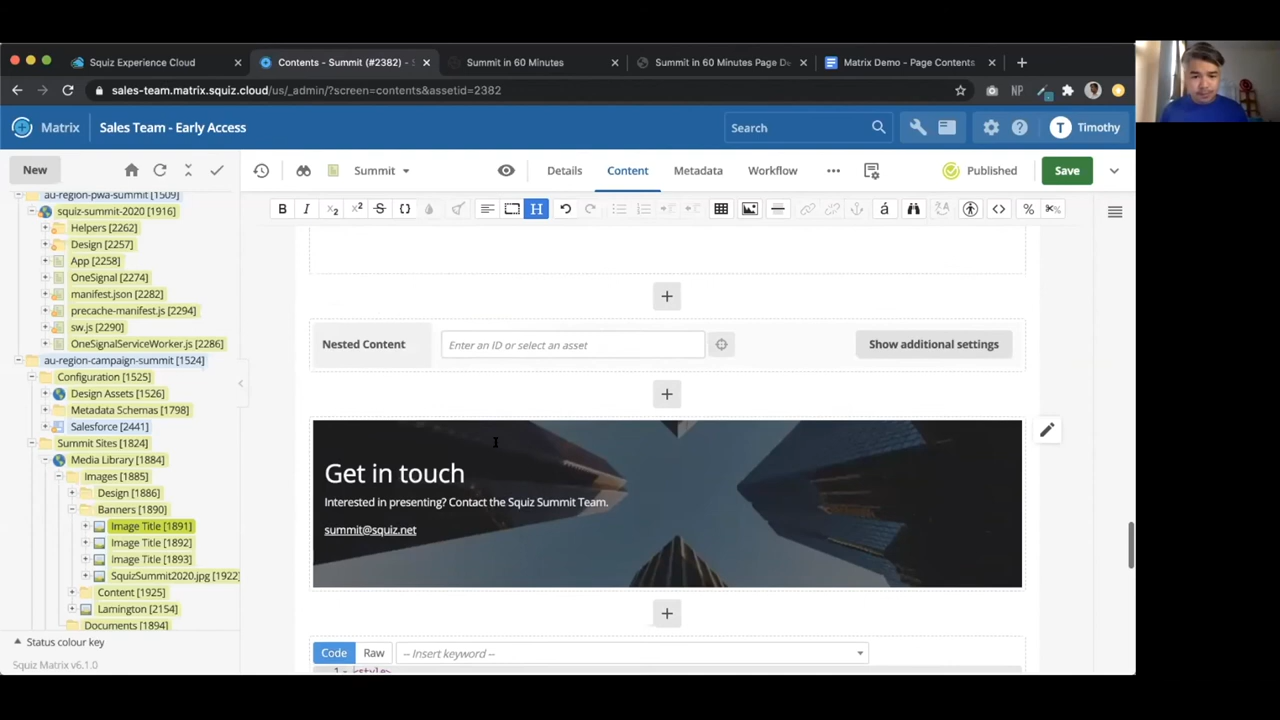 Squiz Experience Cloud
Contents - Summit (#2382) - S
Summit in 60 Minutes
Summit in 60 Minutes Page De
Matrix Demo - Page Contents
sales-team.matrix.squiz.cloud/us/_admin/?screen=contents&assetid=2382
NP
Matrix
Sales Team - Early Access
Search
T
Timothy
New
Summit
Details
Content
Metadata
Workflow
Published
Save
au-region-pwa-summit [1509]
squiz-summit-2020 [1916]
Helpers [2262]
Design [2257]
App [2258]
OneSignal [2274]
manifest.json [2282]
precache-manifest.js [2294]
sw.js [2290]
OneSignalServiceWorker.js [2286]
au-region-campaign-summit [1524]
Configuration [1525]
Design Assets [1526]
Metadata Schemas [1798]
Salesforce [2441]
Summit Sites [1824]
Media Library [1884]
Images [1885]
Design [1886]
Banners [1890]
Image Title [1891]
Image Title [1892]
Image Title [1893]
SquizSummit2020.jpg [1922]
Content [1925]
Lamington [2154]
Documents [1894]
Status colour key
Squiz Matrix v6.1.0
Nested Content
Enter an ID or select an asset
Show additional settings
Get in touch
Interested in presenting? Contact the Squiz Summit Team.
summit@squiz.net
Code
Raw
-- Insert keyword --
1
<style>